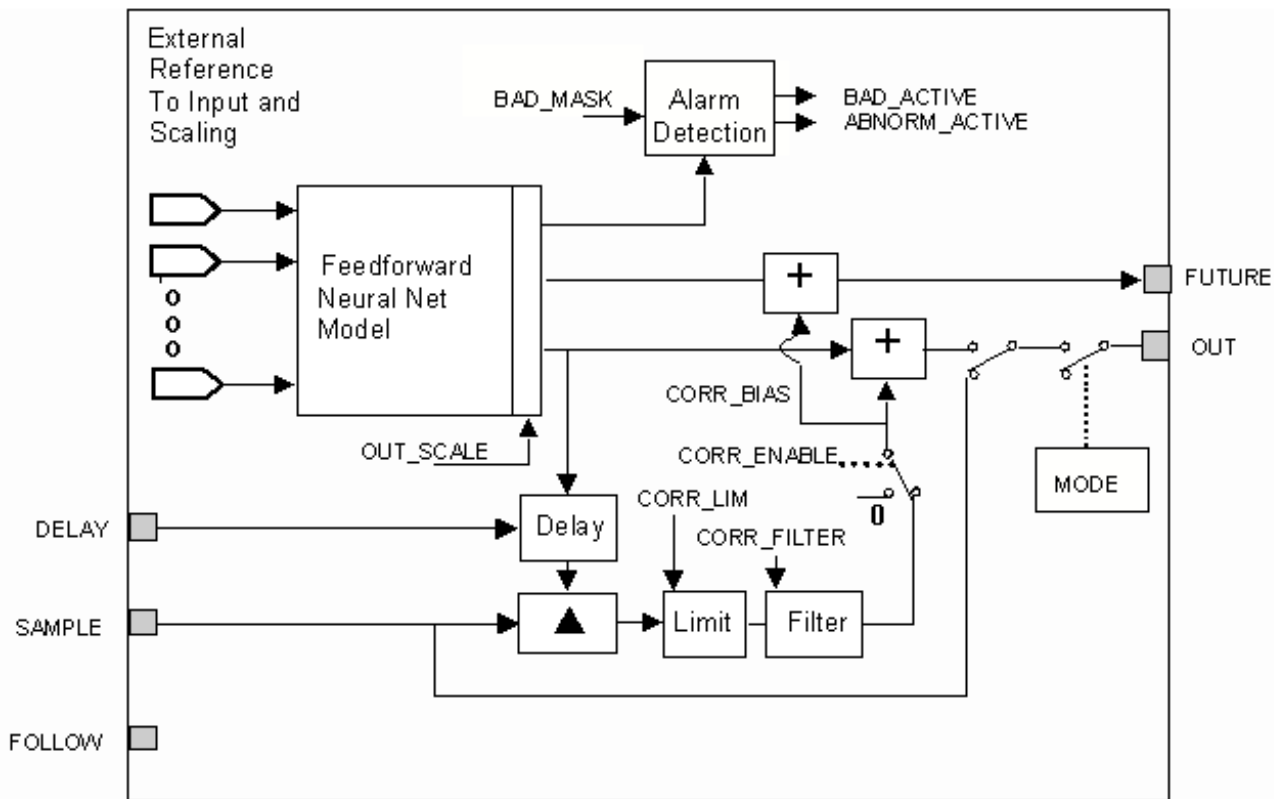 External
Reference
To Input and
Scaling
BAD_MASK
Alarm
Detection
BAD_ACTIVE
ABNORM_ACTIVE
Feedforward
Neural Net
Model
o
o
o
+
FUTURE
+
OUT
CORR_BIAS
OUT_SCALE
CORR_ENABLE
MODE
CORR_LIM
0
DELAY
Delay
CORR_FILTER
SAMPLE
Limit
Filter
FOLLOW